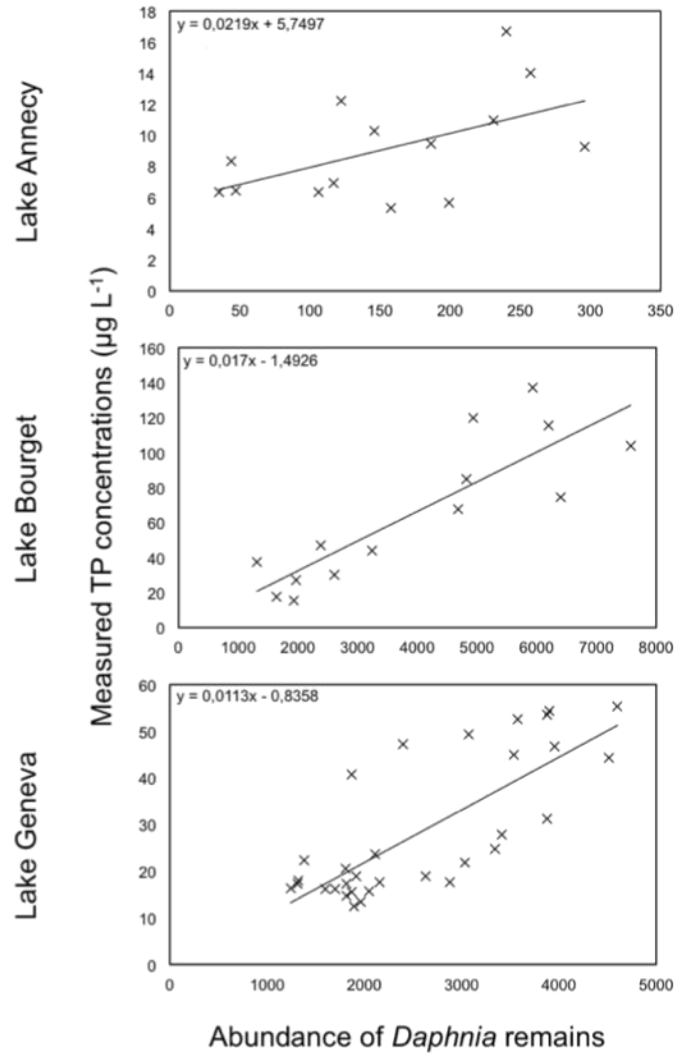 Lake Annecy
Lake Bourget
Lake Geneva
Measured TP concentrations (µg L-1)
y = 0,0219x + 5,7497
18
16
14
12
10
8
6
4
2
0
0 50 100 150 200 250 300 350
y = 0,017x - 1,4926
160
140
120
100
80
60
40
20
0
0 1000 2000 3000 4000 5000 6000 7000 8000
y = 0,0113x - 0,8358
60
50
40
30
20
10
0
0 1000 2000 3000 4000 5000
Abundance of Daphnia remains